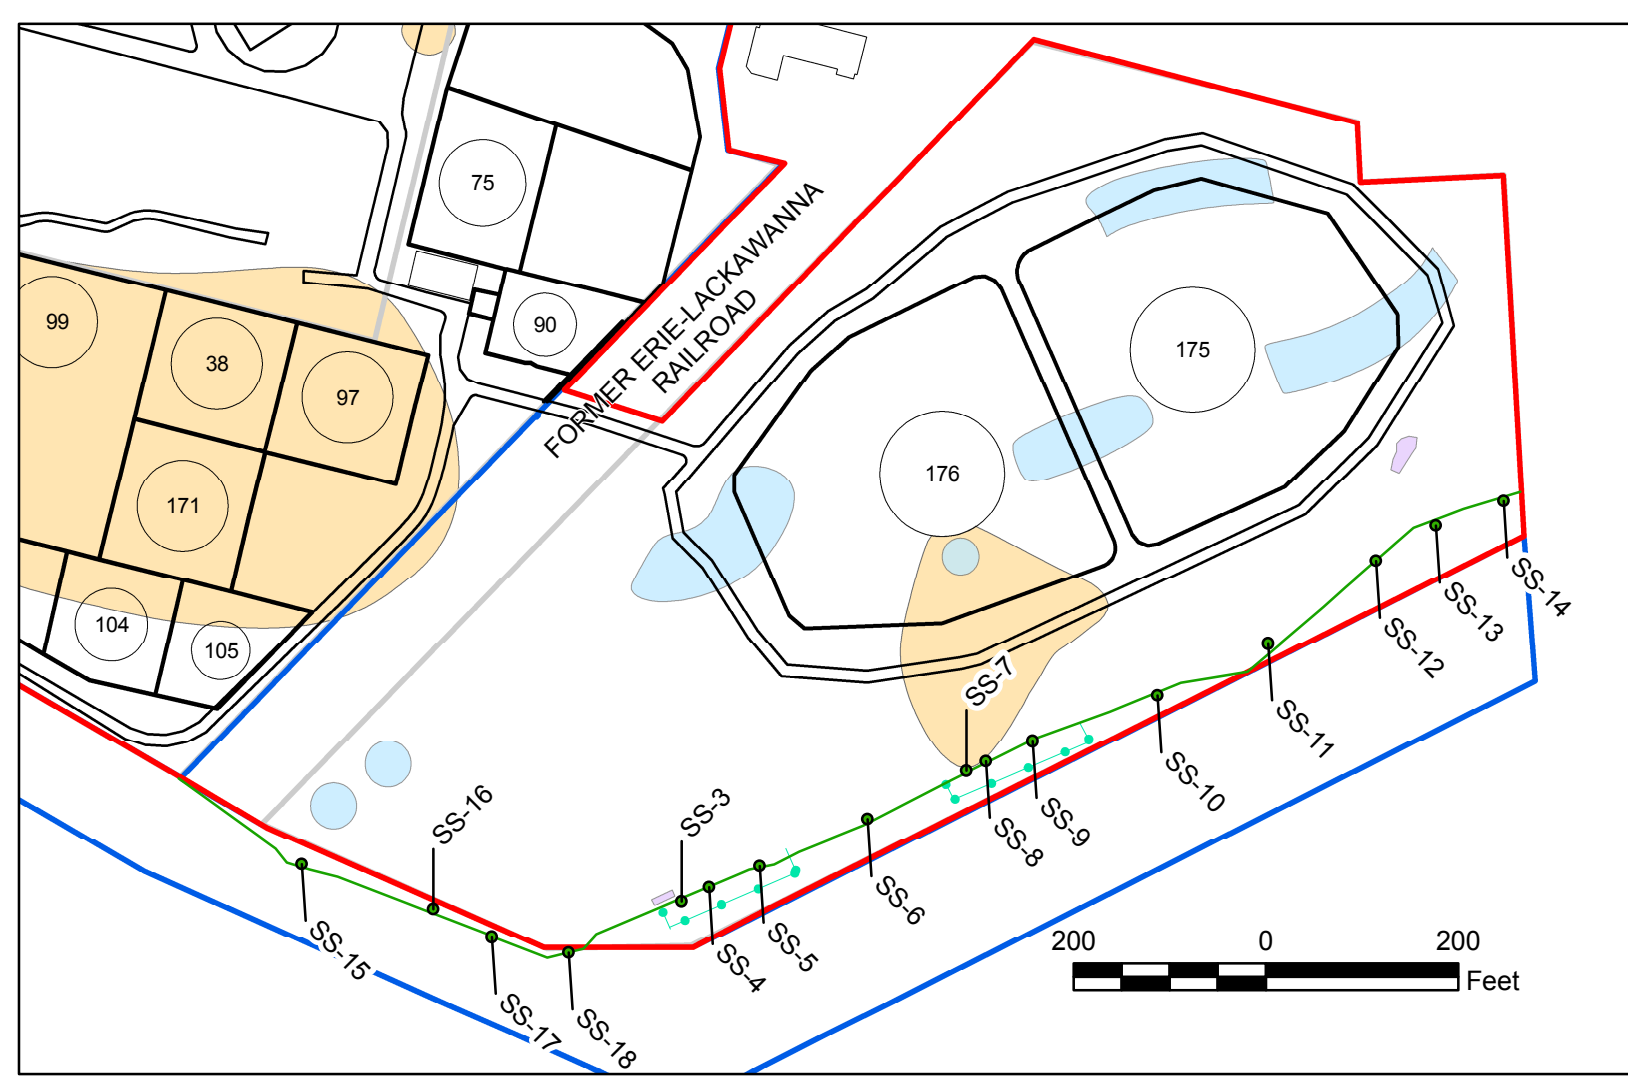 75
FORMER ERIE-LACKAWANNA
RAILROAD
99
90
38
97
175
176
171
104
105
SS-14
SS-13
SS-12
SS-7
SS-11
SS-10
SS-9
SS-8
SS-16
SS-3
SS-6
SS-5
SS-4
SS-15
SS-17
SS-18
200 0 200
Feet